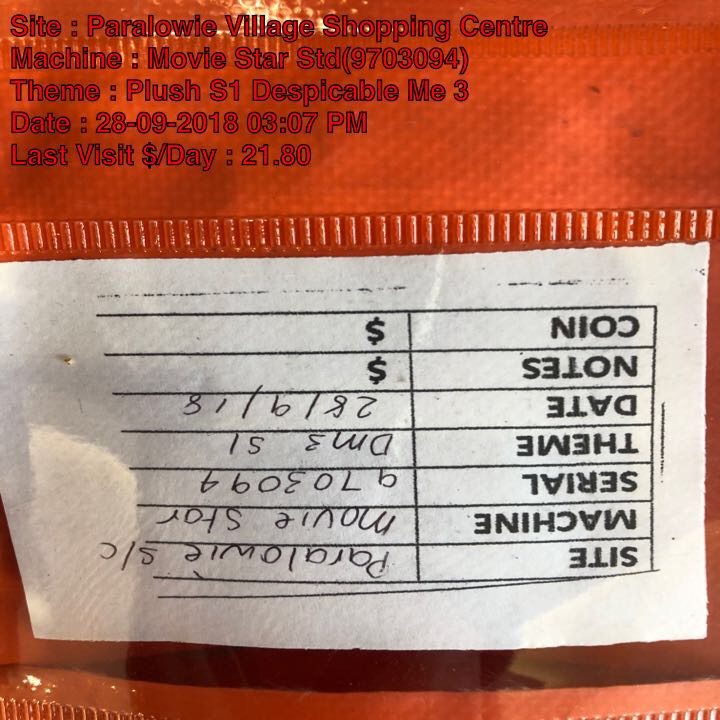 Site : Paralowie Village Shopping Centre
Machine : Movie Star Std(9703094)
Theme : Plush S1 Despicable Me 3
Date : 28-09-2018 03:07 PM
Last Visit $/Day : 21.80
SITE Paralowie S/C
MACHINE Movie Star
SERIAL 9703094
THEME DM3 S1
DATE 28/9/18
NOTES $
COIN $